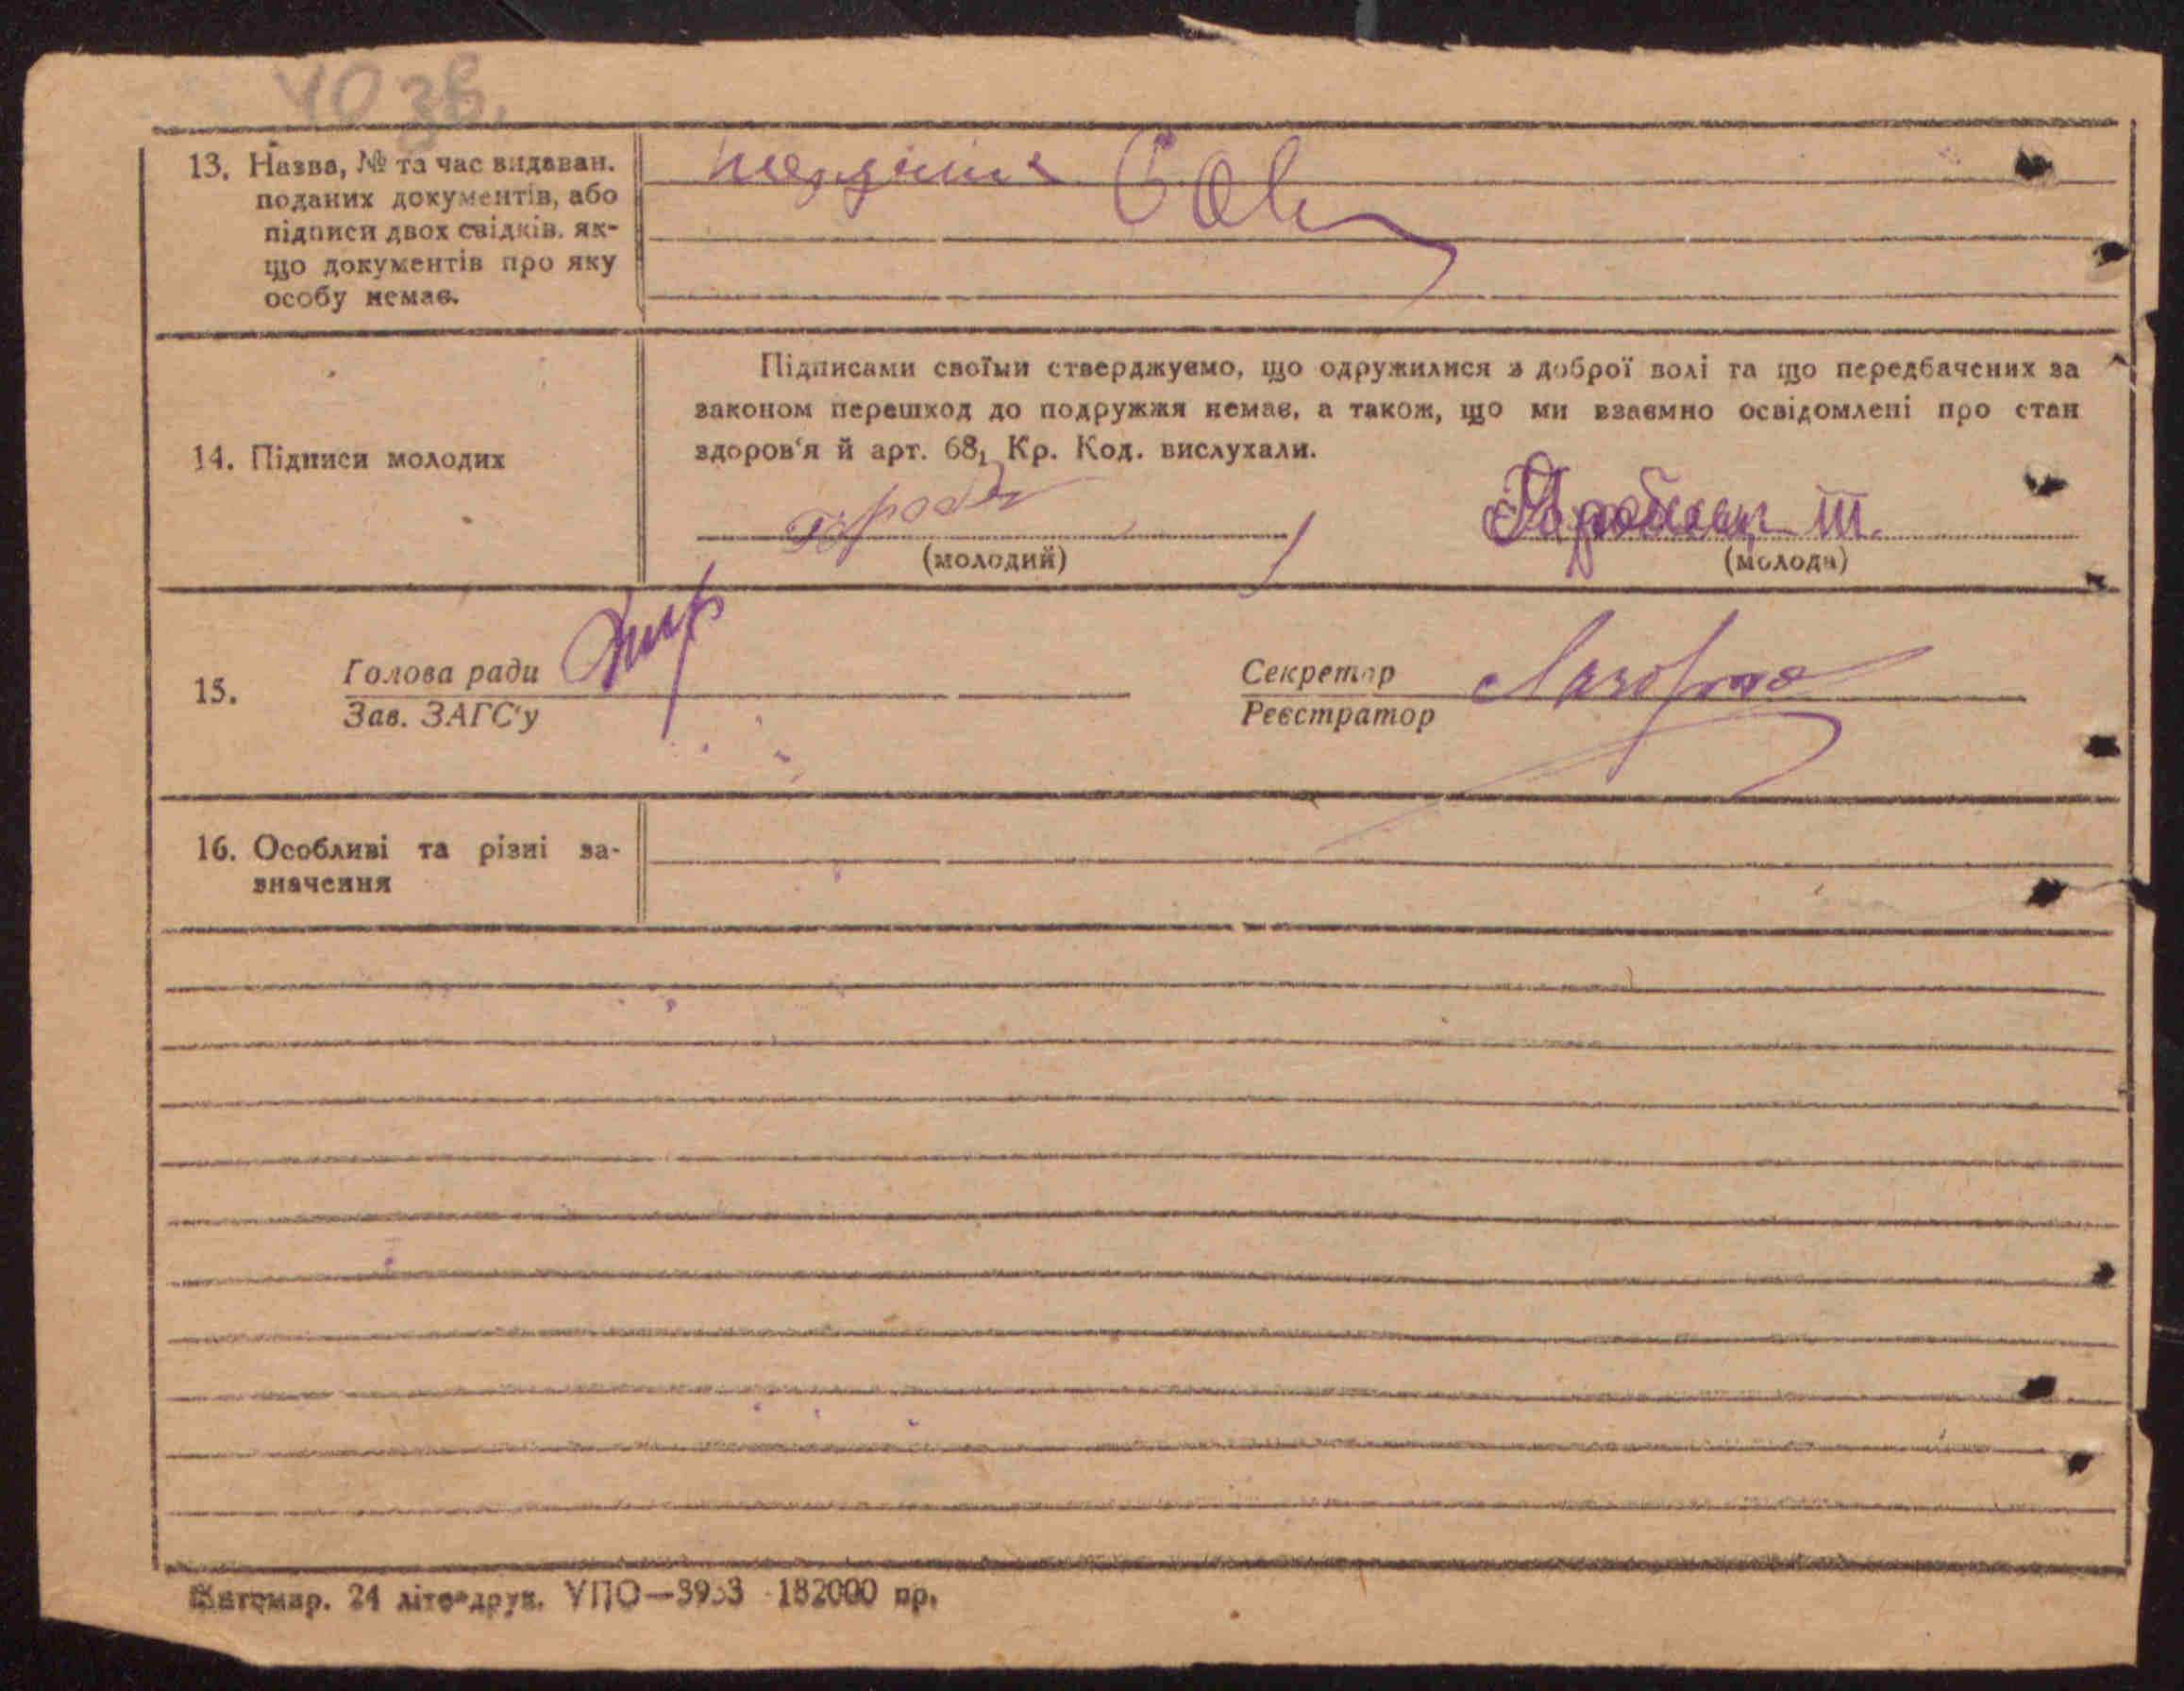 40 зв.
13. Назва, № та час видаван.
поданих документів, або
підписи двох свідків, як-
що документів про яку
особу немає.
Підписами своїми стверджуємо, що одружилися з доброї волі та що передбачених за
законом перешкод до подружжя немає, а також, що ми взаємно освідомлені про стан
здоров'я й арт. 68₁ Кр. Код. вислухали.
14. Підписи молодих
(молодий)
(молода)
15.
Голова ради
Зав. ЗАГС'у
Секретар
Реєстратор
16. Особливі та різні за-
значення
Житомир. 24 літо-друк. УПО—3933 182000 пр.